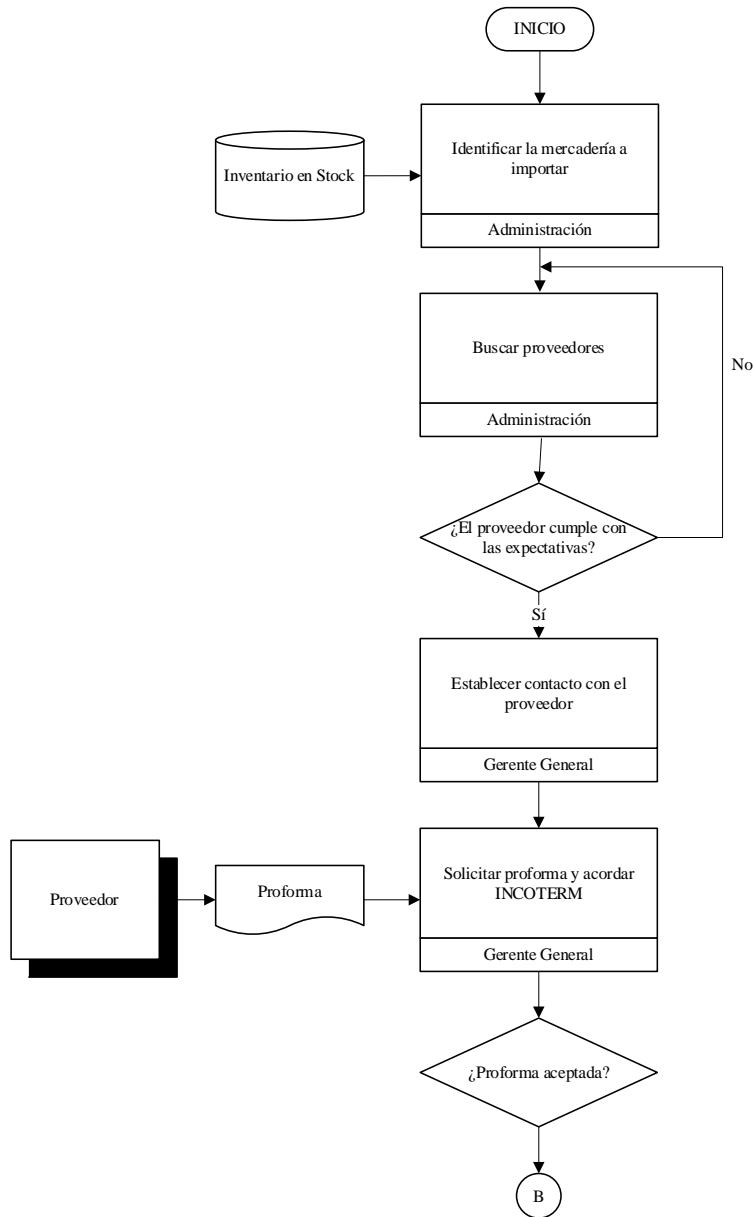 INICIO
Identificar la mercadería a
importar
Inventario en Stock
Administración
Buscar proveedores
No
Administración
¿El proveedor cumple con
las expectativas?
Sí
Establecer contacto con el
proveedor
Gerente General
Solicitar proforma y acordar
INCOTERM
Proveedor
Proforma
Gerente General
¿Proforma aceptada?
B